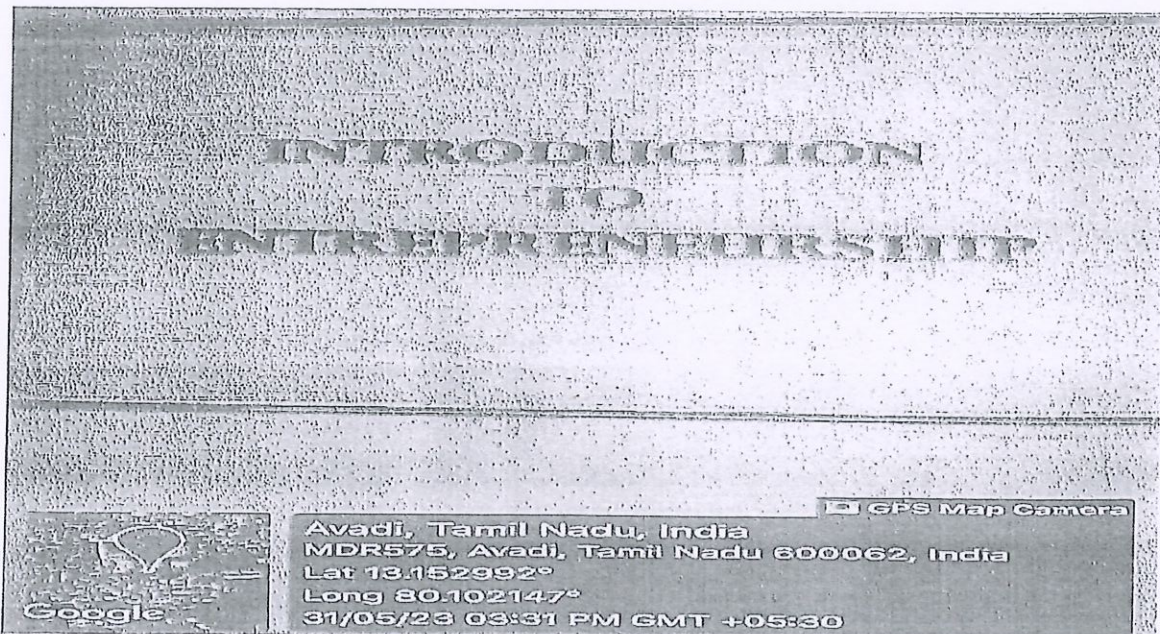 INTRODUCTION
TO
ENTREPRENEURSHIP
GPS Map Camera
Avadi, Tamil Nadu, India
MDR575, Avadi, Tamil Nadu 600062, India
Lat 13.152992°
Long 80.102147°
31/05/23 03:31 PM GMT +05:30
Google